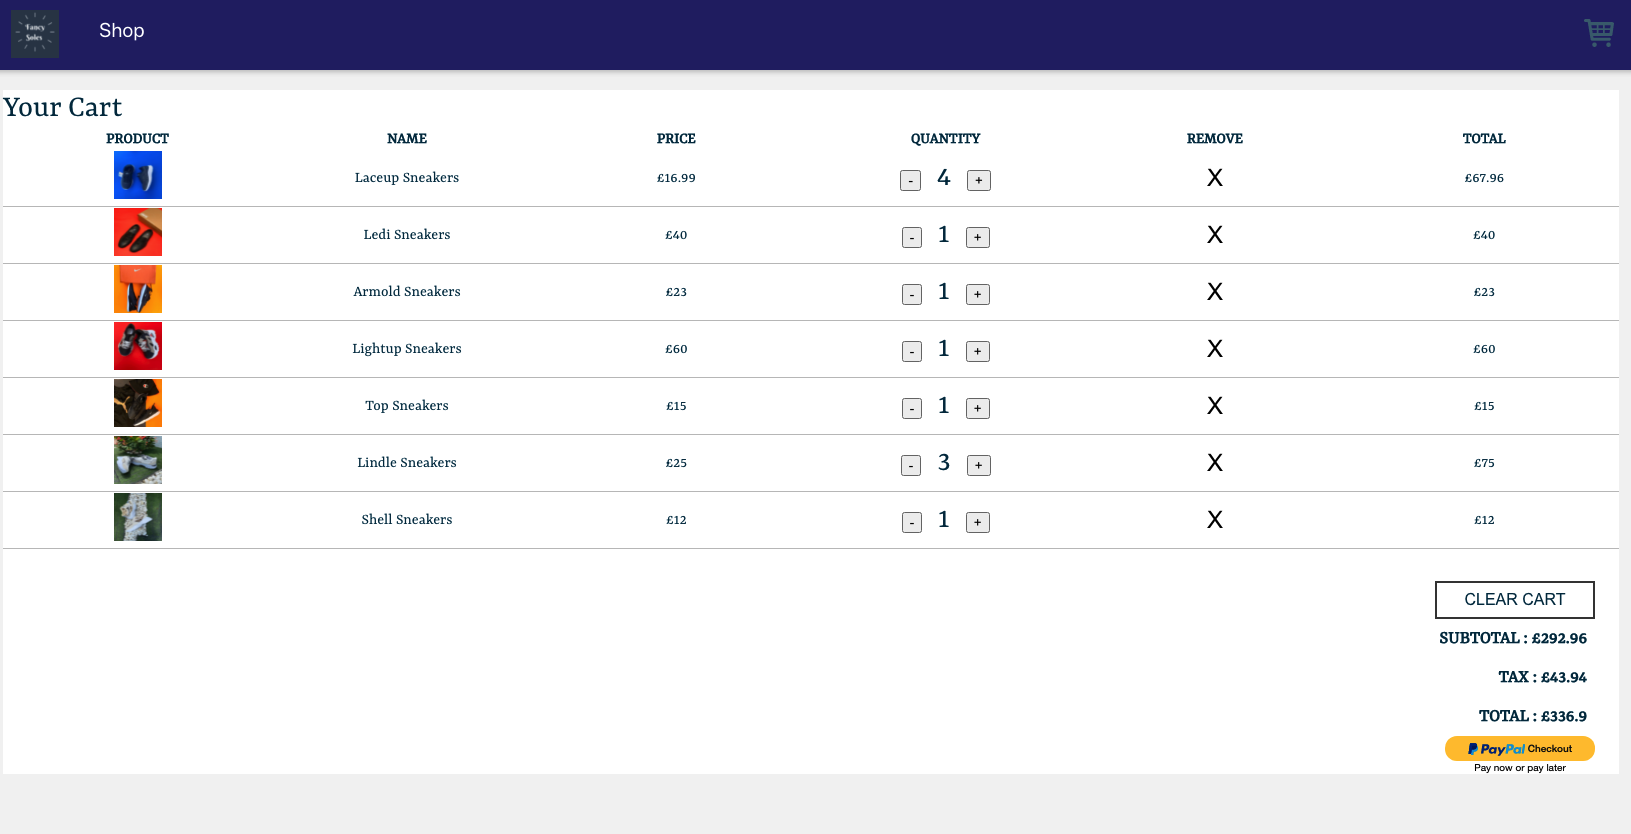 Fancy
Soles
Shop
Your Cart
PRODUCT NAME PRICE QUANTITY REMOVE TOTAL
Laceup Sneakers £16.99 - 4 + X £67.96
Ledi Sneakers £40 - 1 + X £40
Armold Sneakers £23 - 1 + X £23
Lightup Sneakers £60 - 1 + X £60
Top Sneakers £15 - 1 + X £15
Lindle Sneakers £25 - 3 + X £75
Shell Sneakers £12 - 1 + X £12
CLEAR CART
SUBTOTAL : £292.96
TAX : £43.94
TOTAL : £336.9
PayPal Checkout
Pay now or pay later